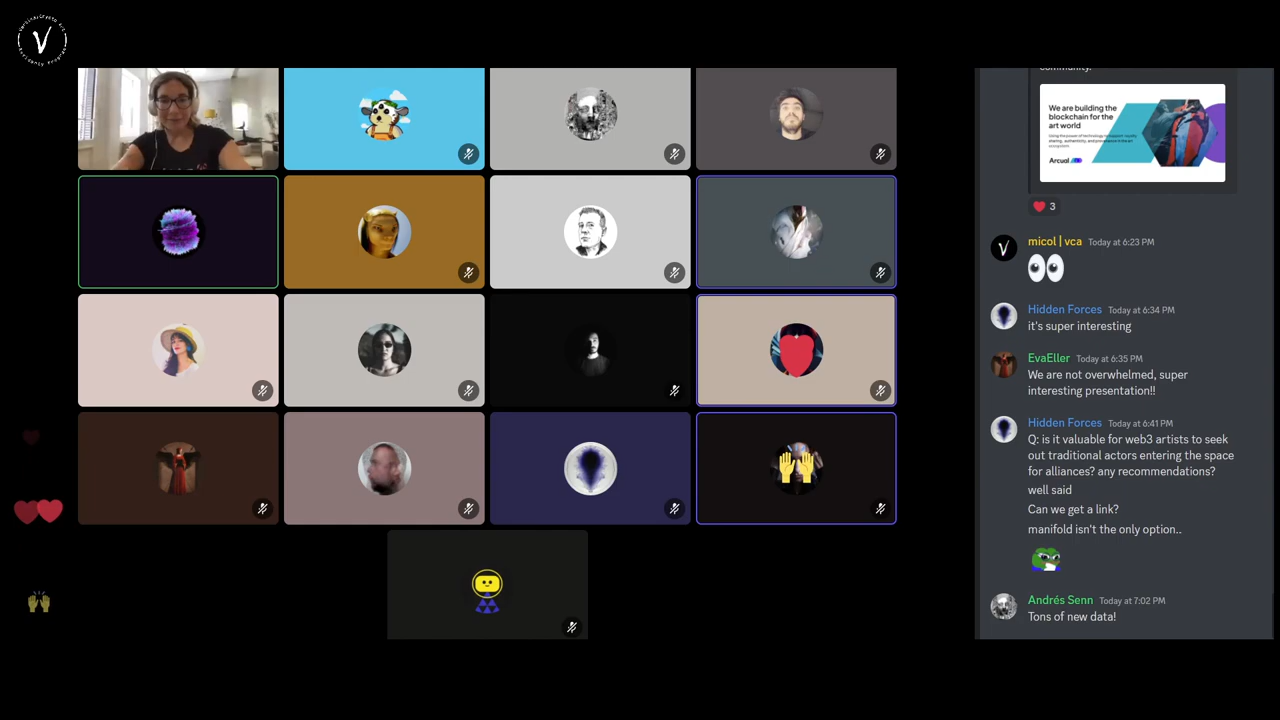 V
community.
We are building the
blockchain for the
art world
Arcual
3
micol | vca Today at 6:23 PM
Hidden Forces Today at 6:34 PM
it's super interesting
EvaEller Today at 6:35 PM
We are not overwhelmed, super
interesting presentation!!
Hidden Forces Today at 6:41 PM
Q: is it valuable for web3 artists to seek
out traditional actors entering the space
for alliances? any recommendations?
well said
Can we get a link?
manifold isn't the only option..
Andrés Senn Today at 7:02 PM
Tons of new data!